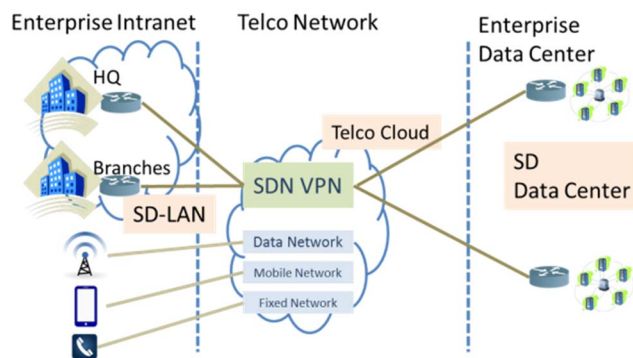 Enterprise Intranet
Telco Network
Enterprise
Data Center
HQ
Telco Cloud
Branches
SDN VPN
SD
Data Center
SD-LAN
Data Network
Mobile Network
Fixed Network